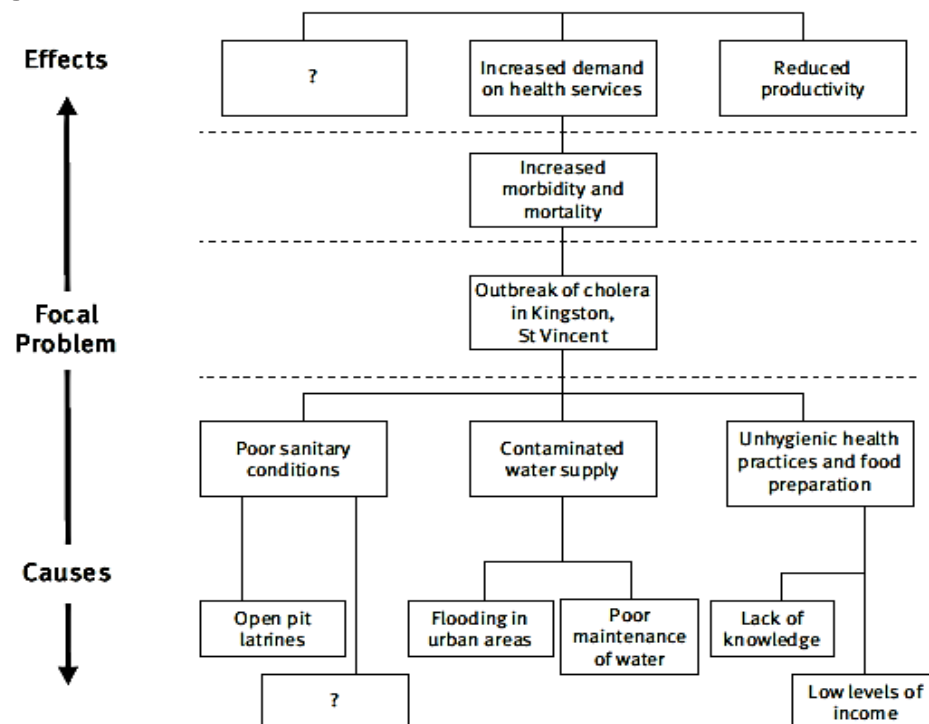 Effects
?
Increased demand
on health services
Reduced
productivity
Increased
morbidity and
mortality
Focal
Problem
Outbreak of cholera
in Kingston,
St Vincent
Poor sanitary
conditions
Contaminated
water supply
Unhygienic health
practices and food
preparation
Causes
Open pit
latrines
Flooding in
urban areas
Poor
maintenance
of water
Lack of
knowledge
?
Low levels of
income